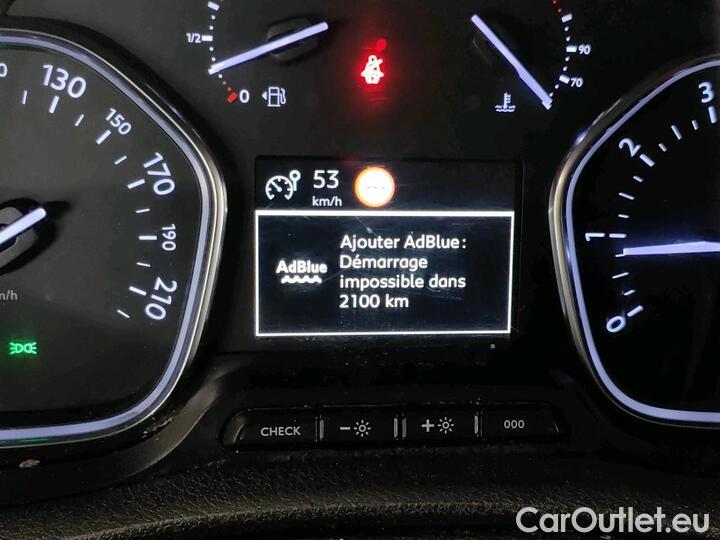 1/2
0
90
70
130
150
170
190
210
m/h
53
km/h
AdBlue
Ajouter AdBlue:
Démarrage
impossible dans
2100 km
3
2
1
0
CHECK
-
+
000
CarOutlet.eu